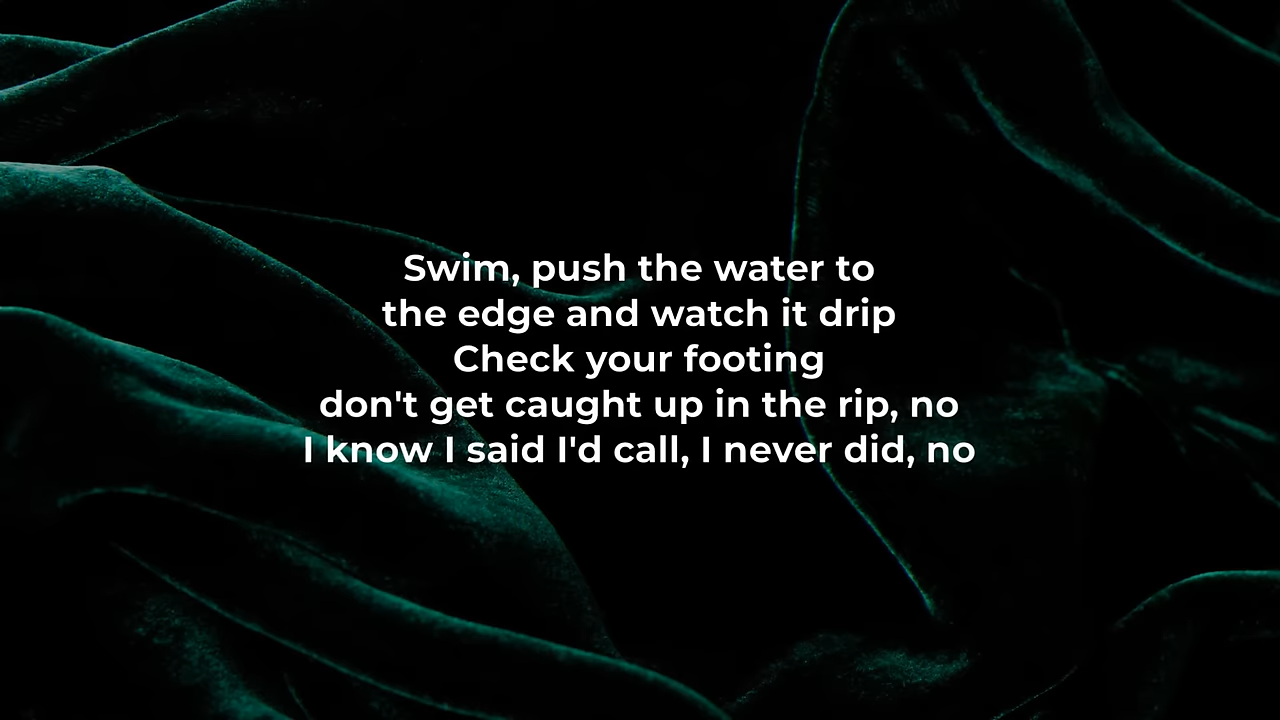 Swim, push the water to
the edge and watch it drip
Check your footing
don't get caught up in the rip, no
I know I said I'd call, I never did, no